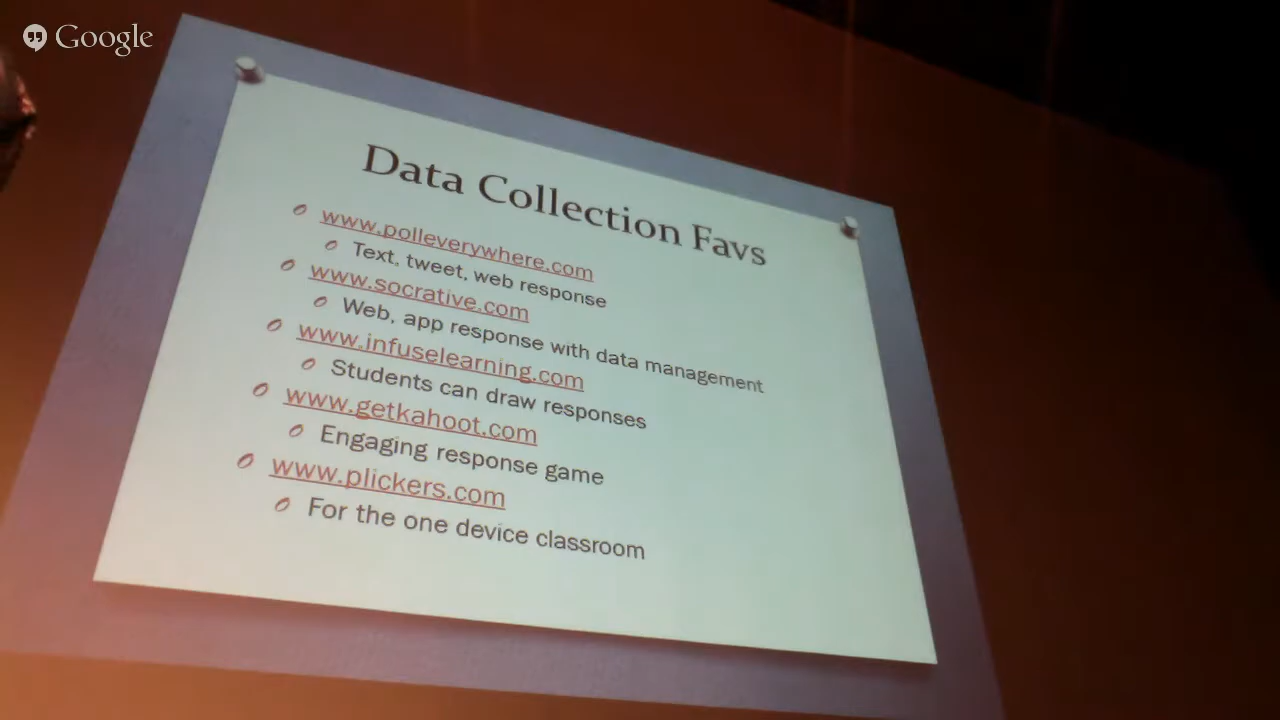 Google
Data Collection Favs
www.polleverywhere.com
Text, tweet, web response
www.socrative.com
Web, app response with data management
www.infuselearning.com
Students can draw responses
www.getkahoot.com
Engaging response game
www.plickers.com
For the one device classroom